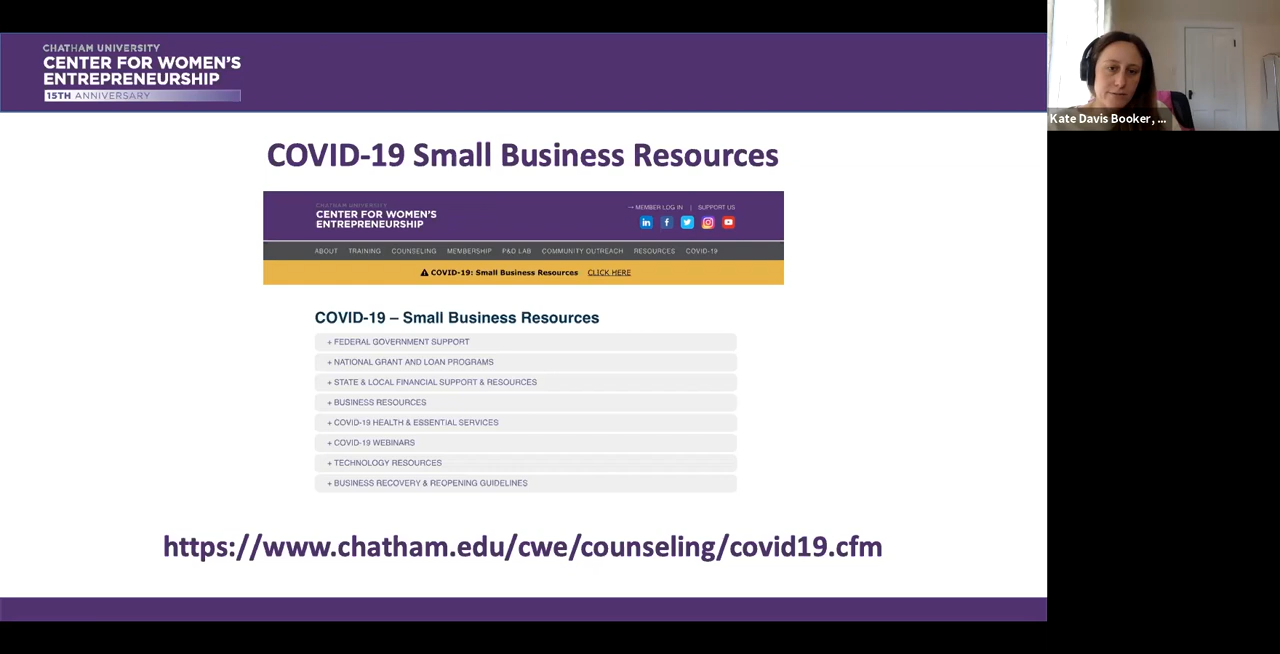 CHATHAM UNIVERSITY
CENTER FOR WOMEN'S
ENTREPRENEURSHIP
15TH ANNIVERSARY
Kate Davis Booker, ...
COVID-19 Small Business Resources
CHATHAM UNIVERSITY
CENTER FOR WOMEN'S
ENTREPRENEURSHIP
→ MEMBER LOG IN | SUPPORT US
ABOUT TRAINING COUNSELING MEMBERSHIP P&D LAB COMMUNITY OUTREACH RESOURCES COVID-19
COVID-19: Small Business Resources CLICK HERE
COVID-19 – Small Business Resources
+ FEDERAL GOVERNMENT SUPPORT
+ NATIONAL GRANT AND LOAN PROGRAMS
+ STATE & LOCAL FINANCIAL SUPPORT & RESOURCES
+ BUSINESS RESOURCES
+ COVID-19 HEALTH & ESSENTIAL SERVICES
+ COVID-19 WEBINARS
+ TECHNOLOGY RESOURCES
+ BUSINESS RECOVERY & REOPENING GUIDELINES
https://www.chatham.edu/cwe/counseling/covid19.cfm